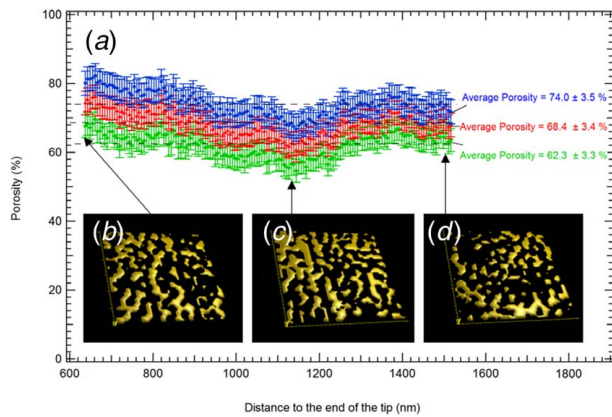 100
80
60
40
20
0
Porosity (%)
(a)
Average Porosity = 74.0 ± 3.5 %
Average Porosity = 68.4 ± 3.4 %
Average Porosity = 62.3 ± 3.3 %
(b)
(c)
(d)
600 800 1000 1200 1400 1600 1800
Distance to the end of the tip (nm)